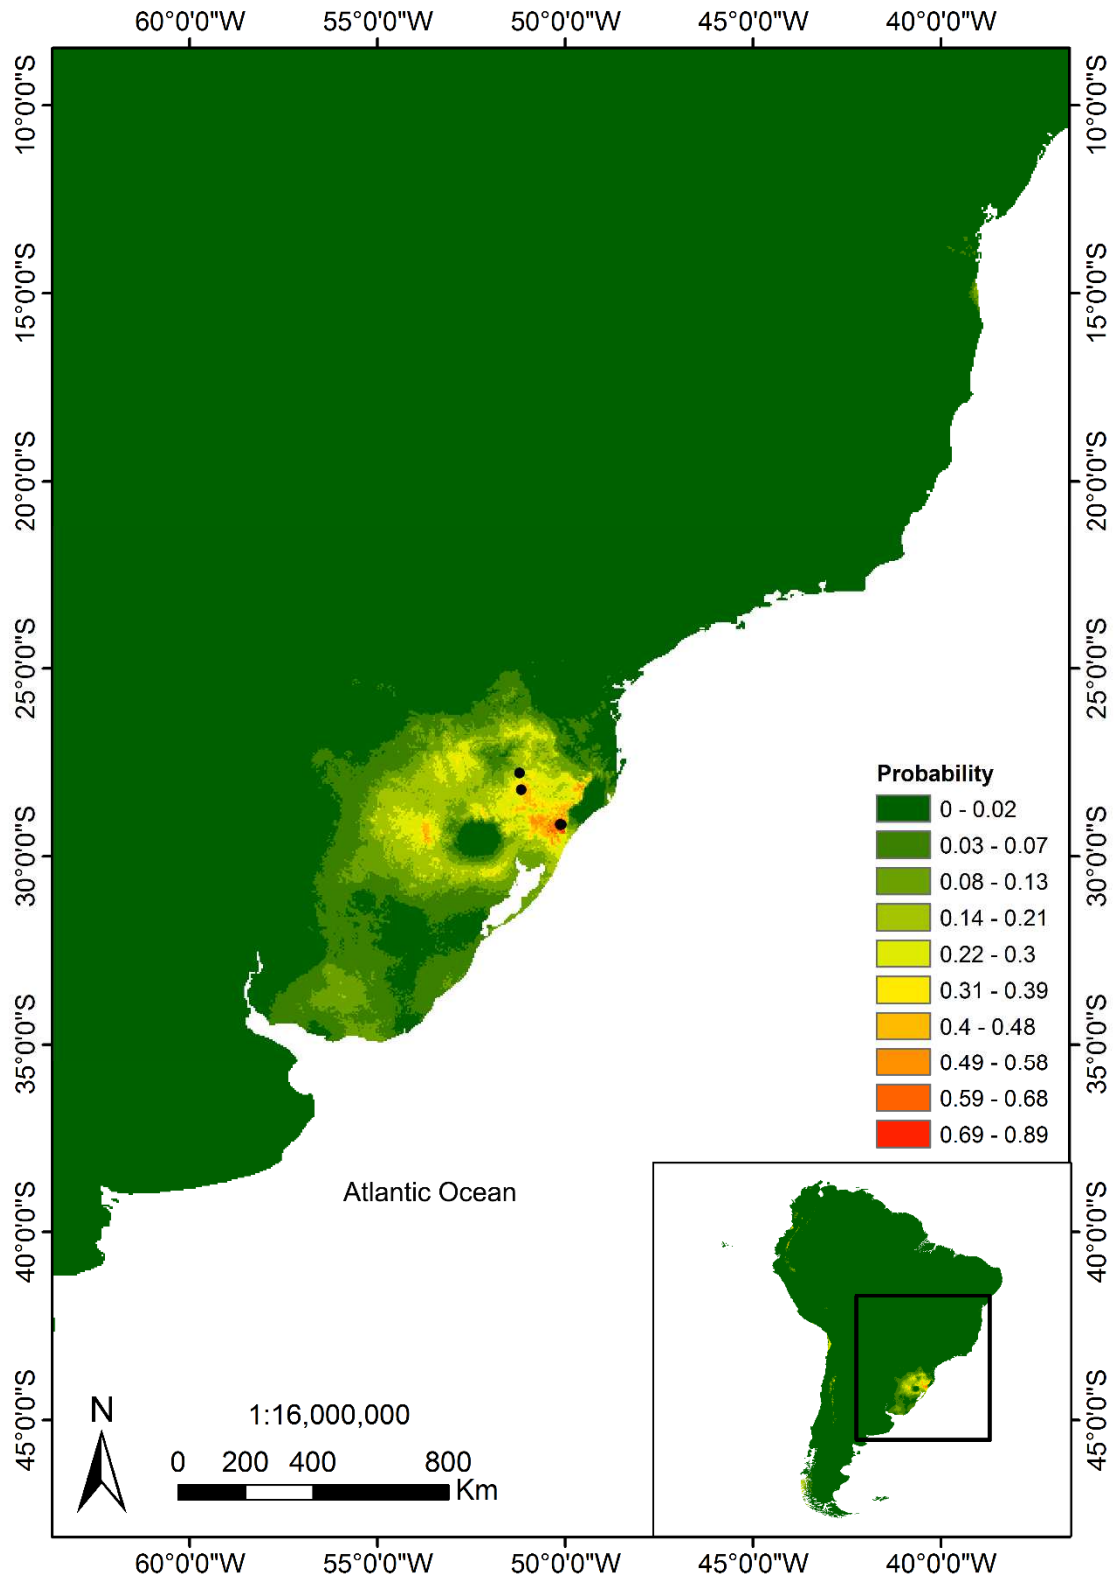 60°0'0"W 55°0'0"W 50°0'0"W 45°0'0"W 40°0'0"W
10°0'0"S 10°0'0"S
15°0'0"S 15°0'0"S
20°0'0"S 20°0'0"S
25°0'0"S 25°0'0"S
30°0'0"S 30°0'0"S
35°0'0"S 35°0'0"S
40°0'0"S 40°0'0"S
45°0'0"S 45°0'0"S
Probability
0 - 0.02
0.03 - 0.07
0.08 - 0.13
0.14 - 0.21
0.22 - 0.3
0.31 - 0.39
0.4 - 0.48
0.49 - 0.58
0.59 - 0.68
0.69 - 0.89
Atlantic Ocean
N
1:16,000,000
0 200 400 800
Km
60°0'0"W 55°0'0"W 50°0'0"W 45°0'0"W 40°0'0"W